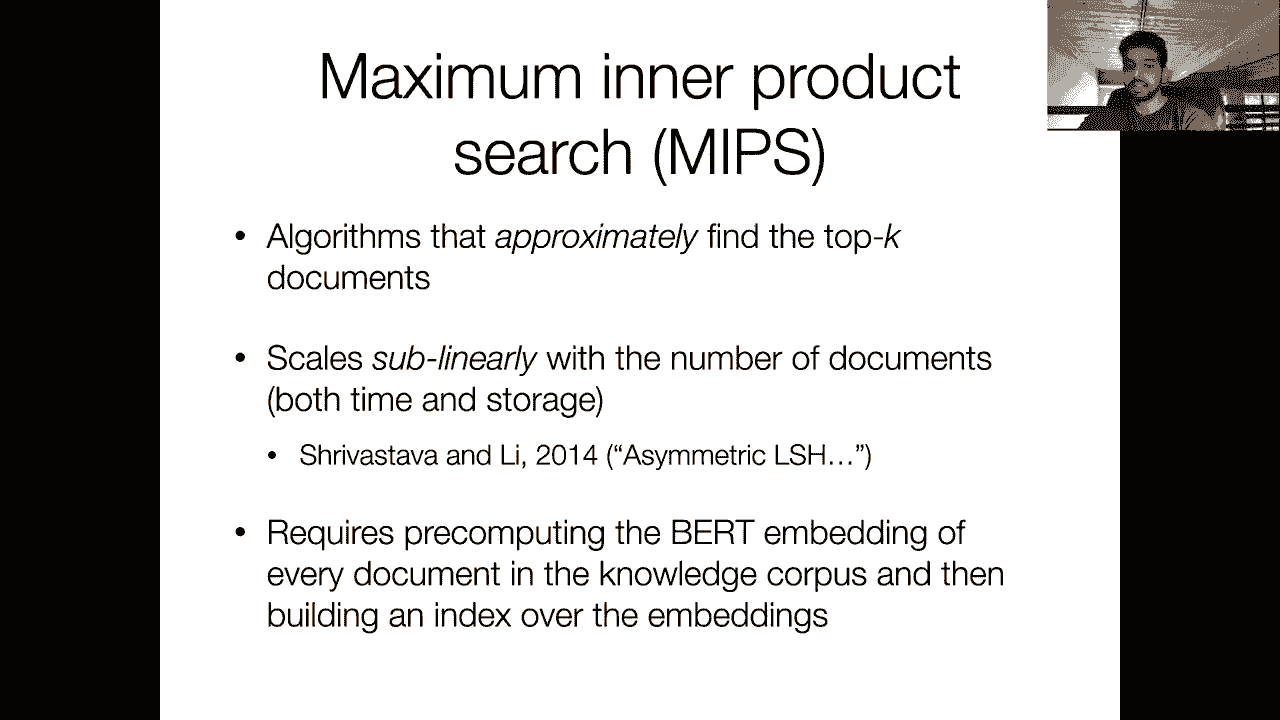 Maximum inner product
search (MIPS)
• Algorithms that approximately find the top-k
documents
• Scales sub-linearly with the number of documents
(both time and storage)
• Shrivastava and Li, 2014 (“Asymmetric LSH…”)
• Requires precomputing the BERT embedding of
every document in the knowledge corpus and then
building an index over the embeddings